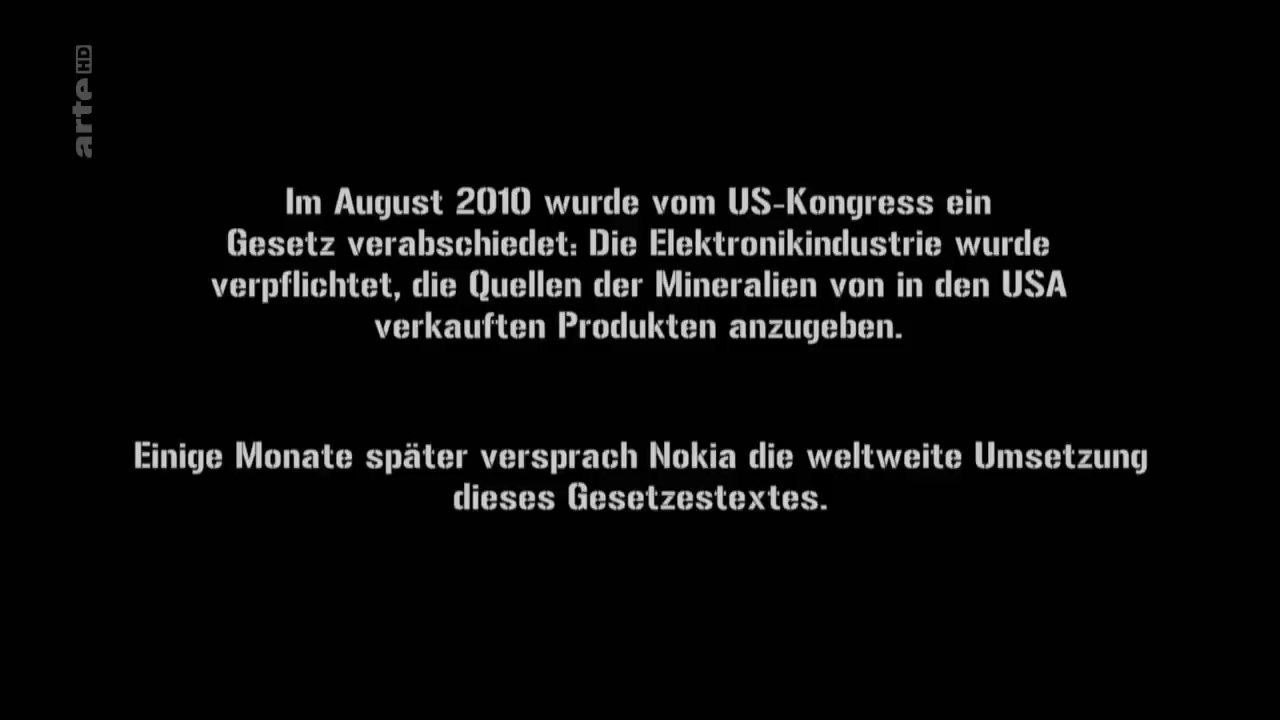 arte HD
Im August 2010 wurde vom US-Kongress ein
Gesetz verabschiedet: Die Elektronikindustrie wurde
verpflichtet, die Quellen der Mineralien von in den USA
verkauften Produkten anzugeben.
Einige Monate später versprach Nokia die weltweite Umsetzung
dieses Gesetzestextes.